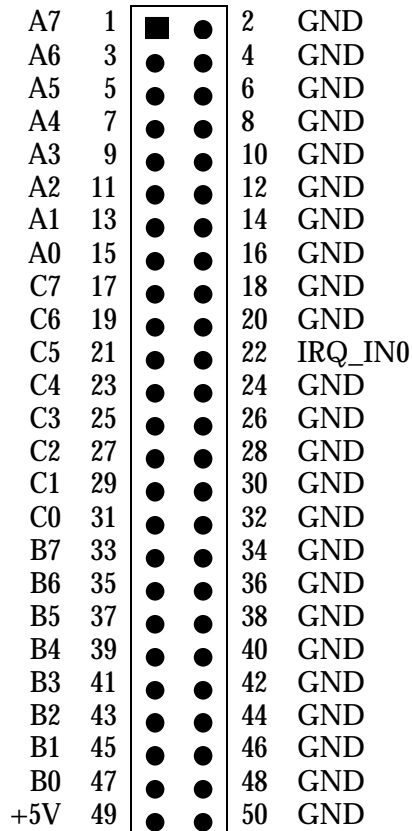 A7 1 2 GND
A6 3 4 GND
A5 5 6 GND
A4 7 8 GND
A3 9 10 GND
A2 11 12 GND
A1 13 14 GND
A0 15 16 GND
C7 17 18 GND
C6 19 20 GND
C5 21 22 IRQ_IN0
C4 23 24 GND
C3 25 26 GND
C2 27 28 GND
C1 29 30 GND
C0 31 32 GND
B7 33 34 GND
B6 35 36 GND
B5 37 38 GND
B4 39 40 GND
B3 41 42 GND
B2 43 44 GND
B1 45 46 GND
B0 47 48 GND
+5V 49 50 GND